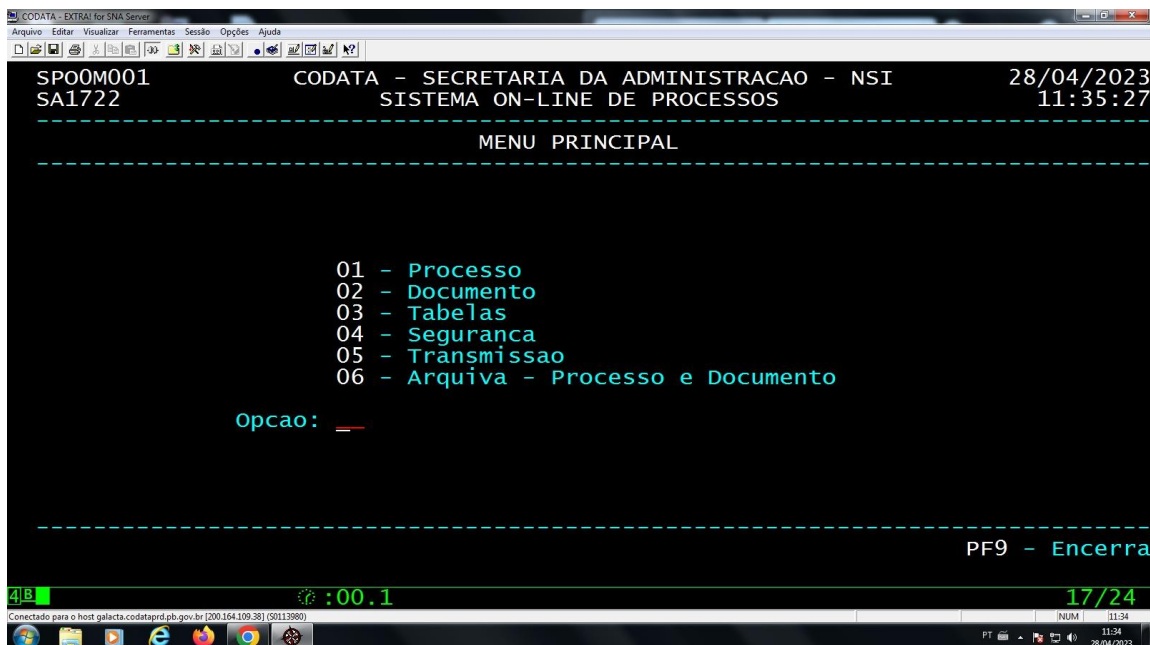 CODATA - EXTRA! for SNA Server
Arquivo Editar Visualizar Ferramentas Sessão Opções Ajuda
SPO0M001 CODATA - SECRETARIA DA ADMINISTRACAO - NSI 28/04/2023
SA1722 SISTEMA ON-LINE DE PROCESSOS 11:35:27
MENU PRINCIPAL
01 - Processo
02 - Documento
03 - Tabelas
04 - Seguranca
05 - Transmissao
06 - Arquiva - Processo e Documento
Opcao: __
PF9 - Encerra
4B :00.1 17/24
Conectado para o host galacta.codataprd.pb.gov.br [200.164.109.38] (S0113980) NUM 11:34
PT 11:34
28/04/2023